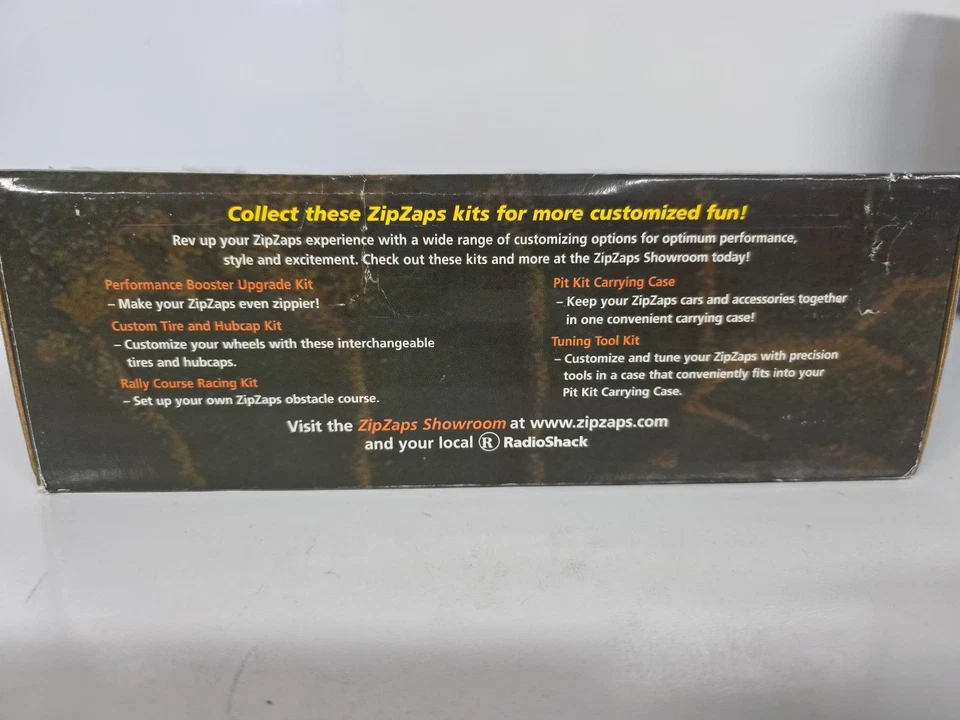 Collect these ZipZaps kits for more customized fun!
Rev up your ZipZaps experience with a wide range of customizing options for optimum performance,
style and excitement. Check out these kits and more at the ZipZaps Showroom today!
Performance Booster Upgrade Kit
– Make your ZipZaps even zippier!
Custom Tire and Hubcap Kit
– Customize your wheels with these interchangeable
tires and hubcaps.
Rally Course Racing Kit
– Set up your own ZipZaps obstacle course.
Pit Kit Carrying Case
– Keep your ZipZaps cars and accessories together
in one convenient carrying case!
Tuning Tool Kit
– Customize and tune your ZipZaps with precision
tools in a case that conveniently fits into your
Pit Kit Carrying Case.
Visit the ZipZaps Showroom at www.zipzaps.com
and your local R RadioShack